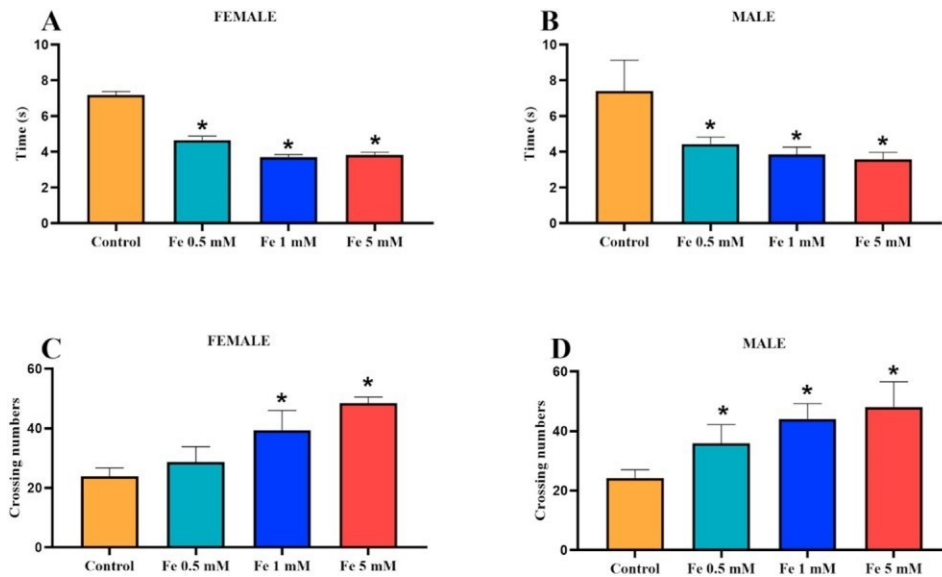 A
FEMALE
Time (s)
10
8
6
4
2
0
*
*
*
Control
Fe 0.5 mM
Fe 1 mM
Fe 5 mM
B
MALE
Time (s)
10
8
6
4
2
0
*
*
*
Control
Fe 0.5 mM
Fe 1 mM
Fe 5 mM
C
FEMALE
Crossing numbers
60
40
20
0
*
*
Control
Fe 0.5 mM
Fe 1 mM
Fe 5 mM
D
MALE
Crossing numbers
60
40
20
0
*
*
*
Control
Fe 0.5 mM
Fe 1 mM
Fe 5 mM